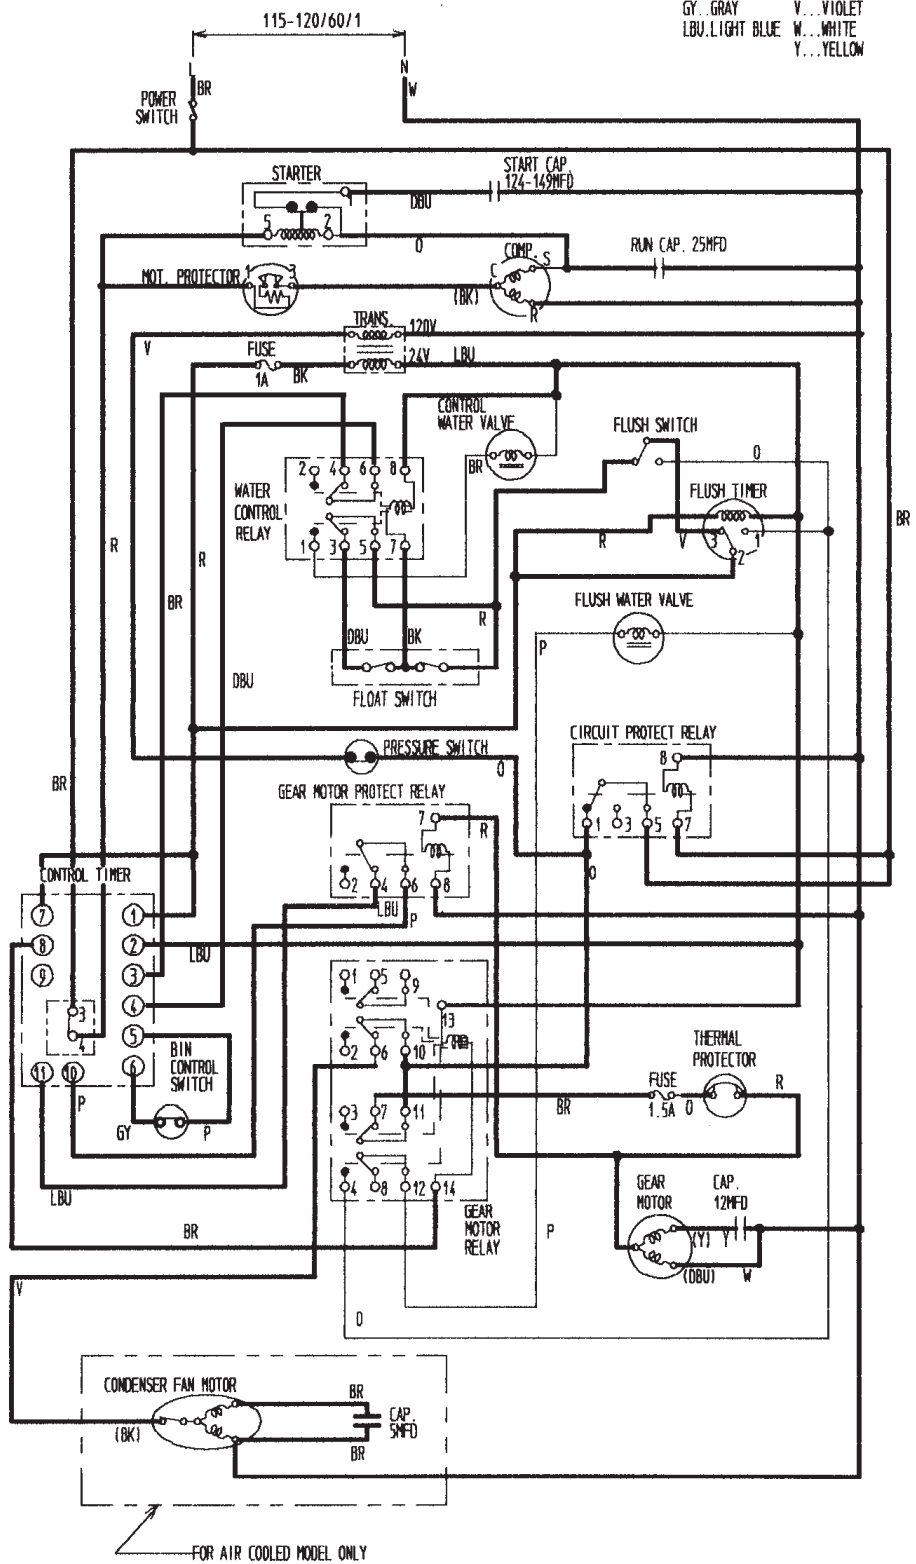 115-120/60/1
GY..GRAY V...VIOLET
LBU.LIGHT BLUE W...WHITE
Y...YELLOW
L
BR
N
W
POWER
SWITCH
STARTER
START CAP.
124-149MFD
1
DBU
5
2
O
COMP.
S
RUN CAP. 25MFD
MOT. PROTECTOR
1
3
C
(BK)
R
TRANS.
120V
V
FUSE
1A
BK
24V
LBU
CONTROL
WATER VALVE
BR
FLUSH SWITCH
O
FLUSH TIMER
WATER
CONTROL
RELAY
2
4
6
8
1
3
5
7
R
V
3
1
2
BR
R
R
BR
R
FLUSH WATER VALVE
DBU
BK
P
DBU
FLOAT SWITCH
CIRCUIT PROTECT RELAY
8
PRESSURE SWITCH
O
BR
GEAR MOTOR PROTECT RELAY
7
R
1
3
5
7
O
2
4
6
8
LBU
P
CONTROL TIMER
7
1
8
2
LBU
9
3
3
4
4
5
11
10
6
BIN
CONTROL
SWITCH
P
GY
P
LBU
BR
1
5
9
13
2
6
10
3
7
11
4
8
12
14
GEAR
MOTOR
RELAY
THERMAL
PROTECTOR
FUSE
1.5A
O
R
BR
GEAR
MOTOR
CAP.
12MFD
(Y)
Y
(DBU)
W
P
V
O
CONDENSER FAN MOTOR
BR
CAP.
5MFD
(BK)
BR
FOR AIR COOLED MODEL ONLY